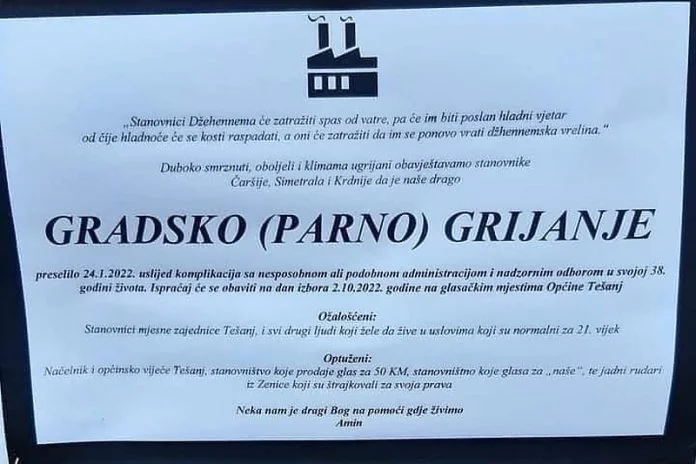 „Stanovnici Džehennema će zatražiti spas od vatre, pa će im biti poslan hladni vjetar
od čije hladnoće će se kosti raspadati, a oni će zatražiti da im se ponovo vrati džhennemska vrelina.“
Duboko smrznuti, oboljeli i klimama ugrijani obavještavamo stanovnike
Čaršije, Simetrala i Krdnije da je naše drago
GRADSKO (PARNO) GRIJANJE
preselilo 24.1.2022. uslijed komplikacija sa nesposobnom ali podobnom administracijom i nadzornim odborom u svojoj 38.
godini života. Ispraćaj će se obaviti na dan izbora 2.10.2022. godine na glasačkim mjestima Općine Tešanj
Ožalošćeni:
Stanovnici mjesne zajednice Tešanj, i svi drugi ljudi koji žele da žive u uslovima koji su normalni za 21. vijek
Optuženi:
Načelnik i općinsko vijeće Tešanj, stanovništvo koje prodaje glas za 50 KM, stanovništno koje glasa za „naše“, te jadni rudari
iz Zenice koji su štrajkovali za svoja prava
Neka nam je dragi Bog na pomoći gdje živimo
Amin